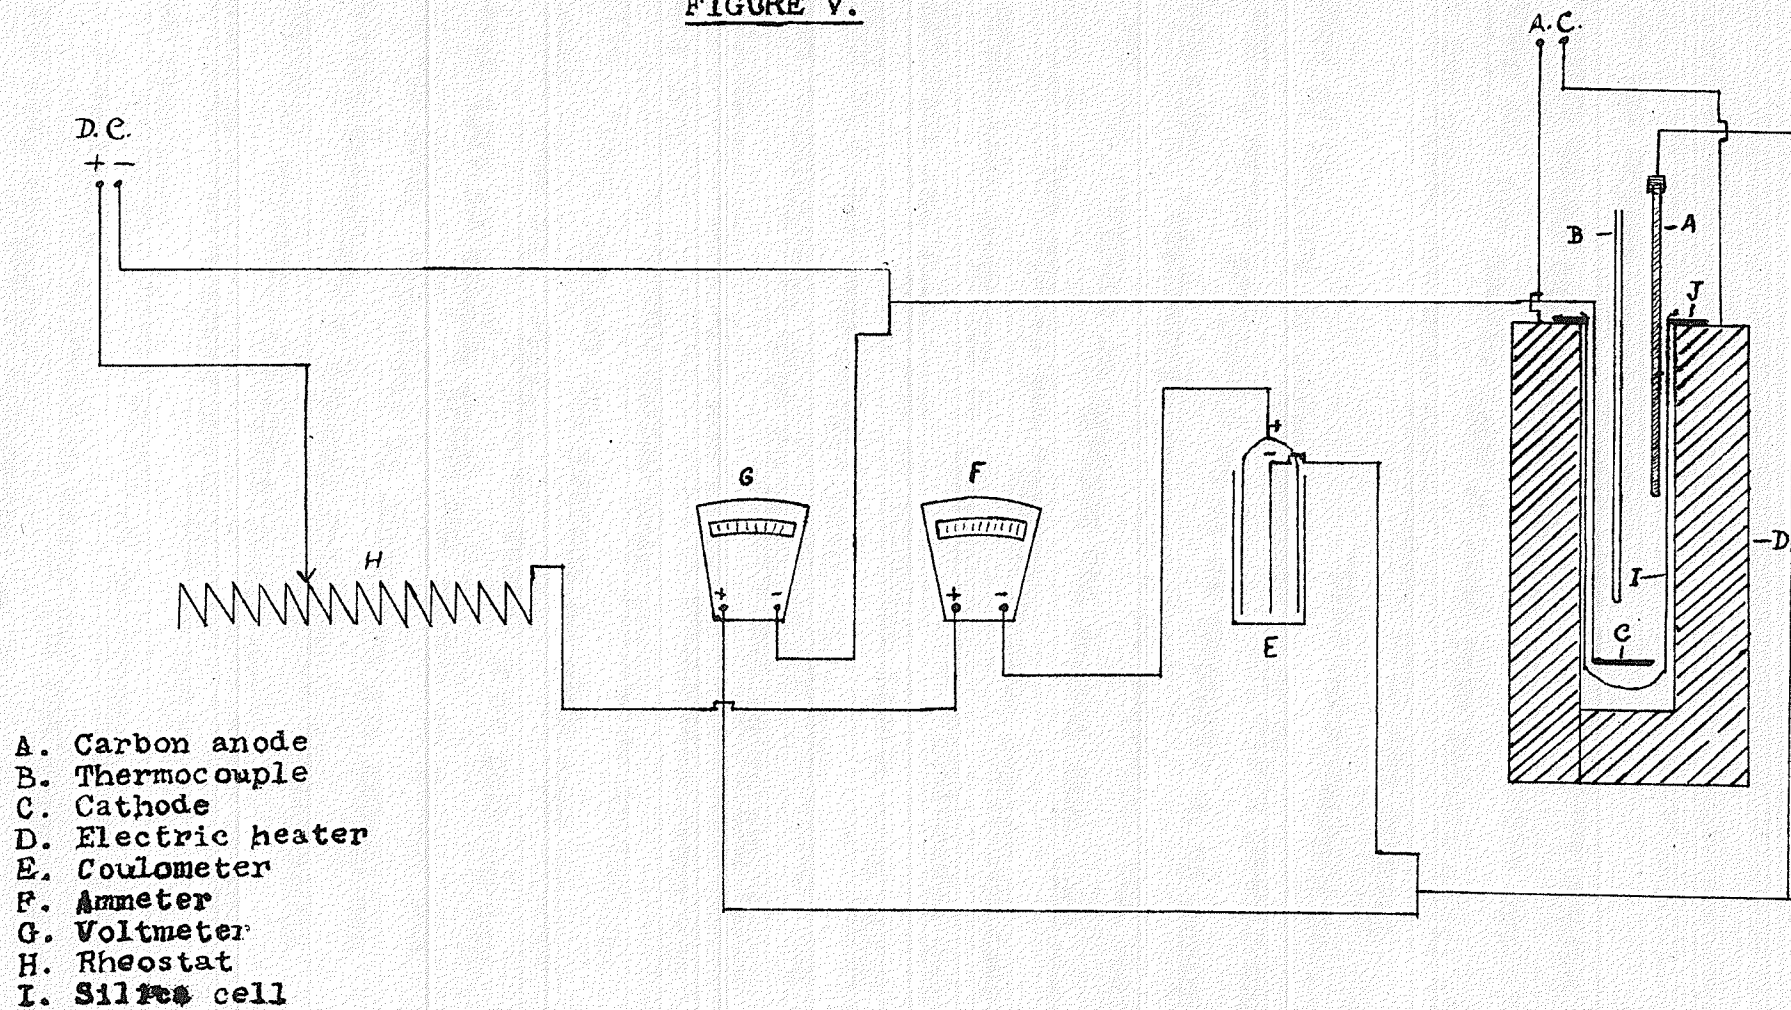 FIGURE V.
A.C.
D.C.
+ -
B
A
J
+
-
G
F
H
D
I
+ -
+ -
C
E
A. Carbon anode
B. Thermocouple
C. Cathode
D. Electric heater
E. Coulometer
F. Ammeter
G. Voltmeter
H. Rheostat
I. Silica cell